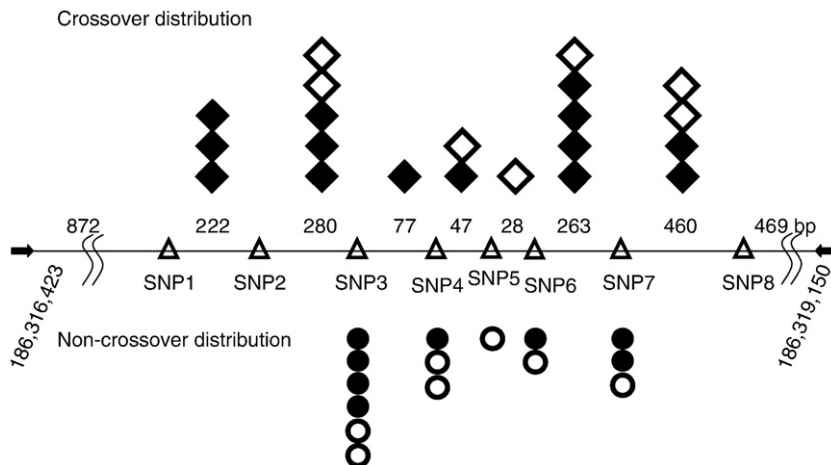 Crossover distribution
872 222 280 77 47 28 263 460 469 bp
SNP1 SNP2 SNP3 SNP4 SNP5 SNP6 SNP7 SNP8
186,316,423
186,319,150
Non-crossover distribution